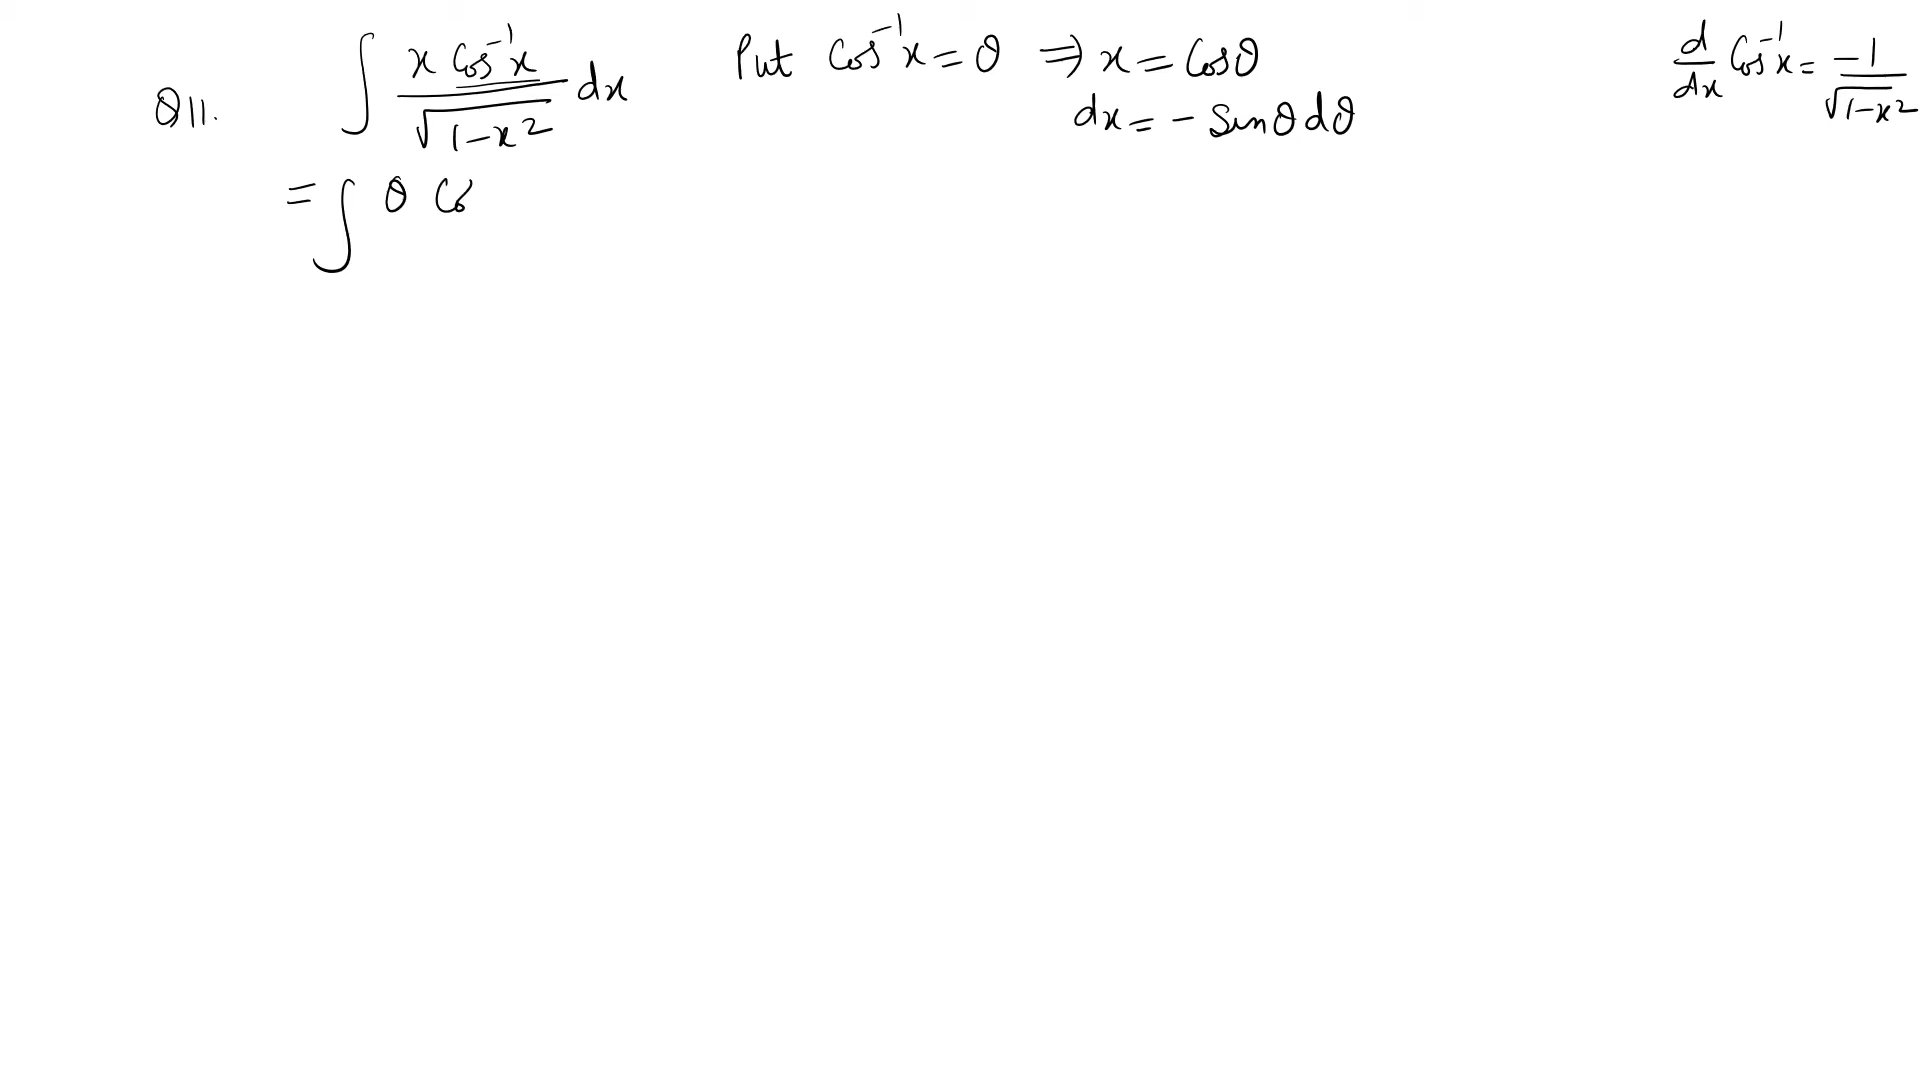 Q11. ∫ x Cos⁻¹x / √1-x² dx Put Cos⁻¹x = θ ⇒ x = Cosθ
dx = - Sinθ dθ
d/dx Cos⁻¹x = -1/√1-x²
= ∫ θ Co